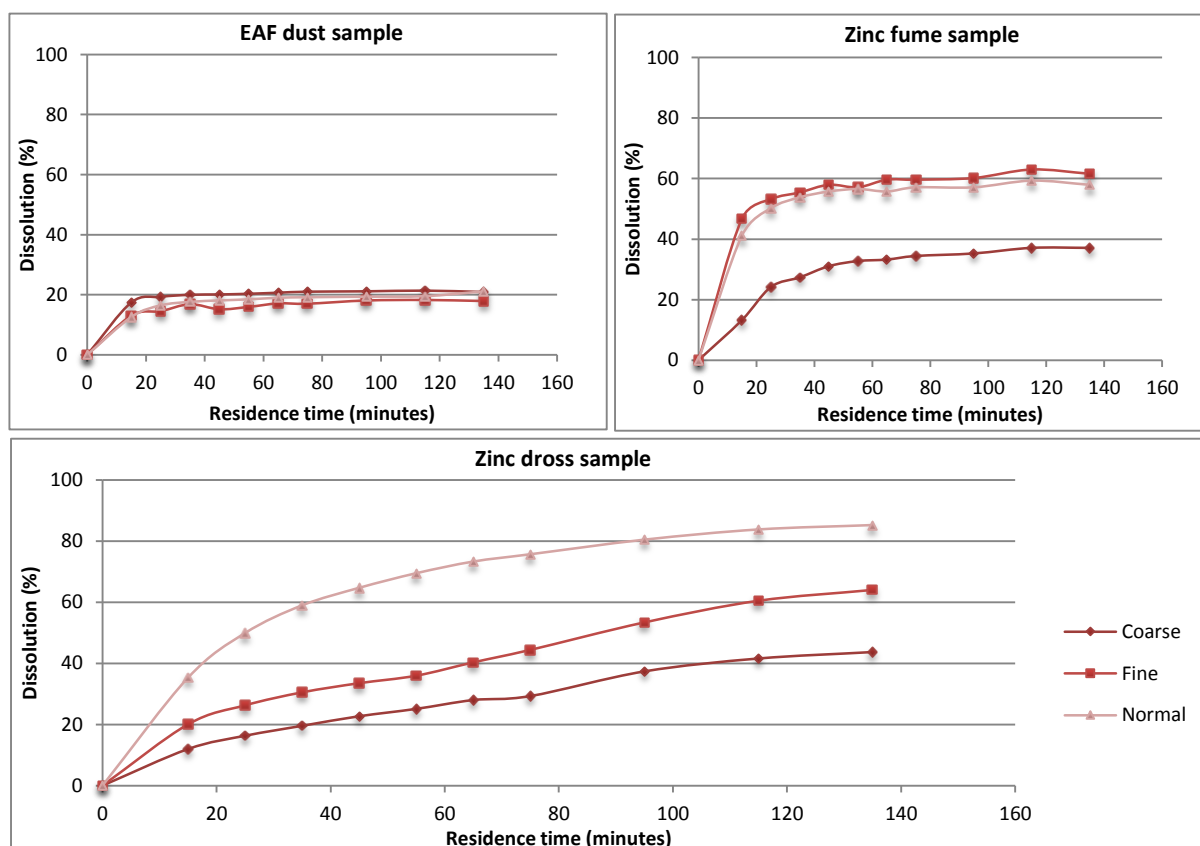 EAF dust sample
100
80
60
40
20
0
Dissolution (%)
0 20 40 60 80 100 120 140 160
Residence time (minutes)
Zinc fume sample
100
80
60
40
20
0
Dissolution (%)
0 20 40 60 80 100 120 140 160
Residence time (minutes)
Zinc dross sample
100
80
60
40
20
0
Dissolution (%)
0 20 40 60 80 100 120 140 160
Residence time (minutes)
Coarse
Fine
Normal